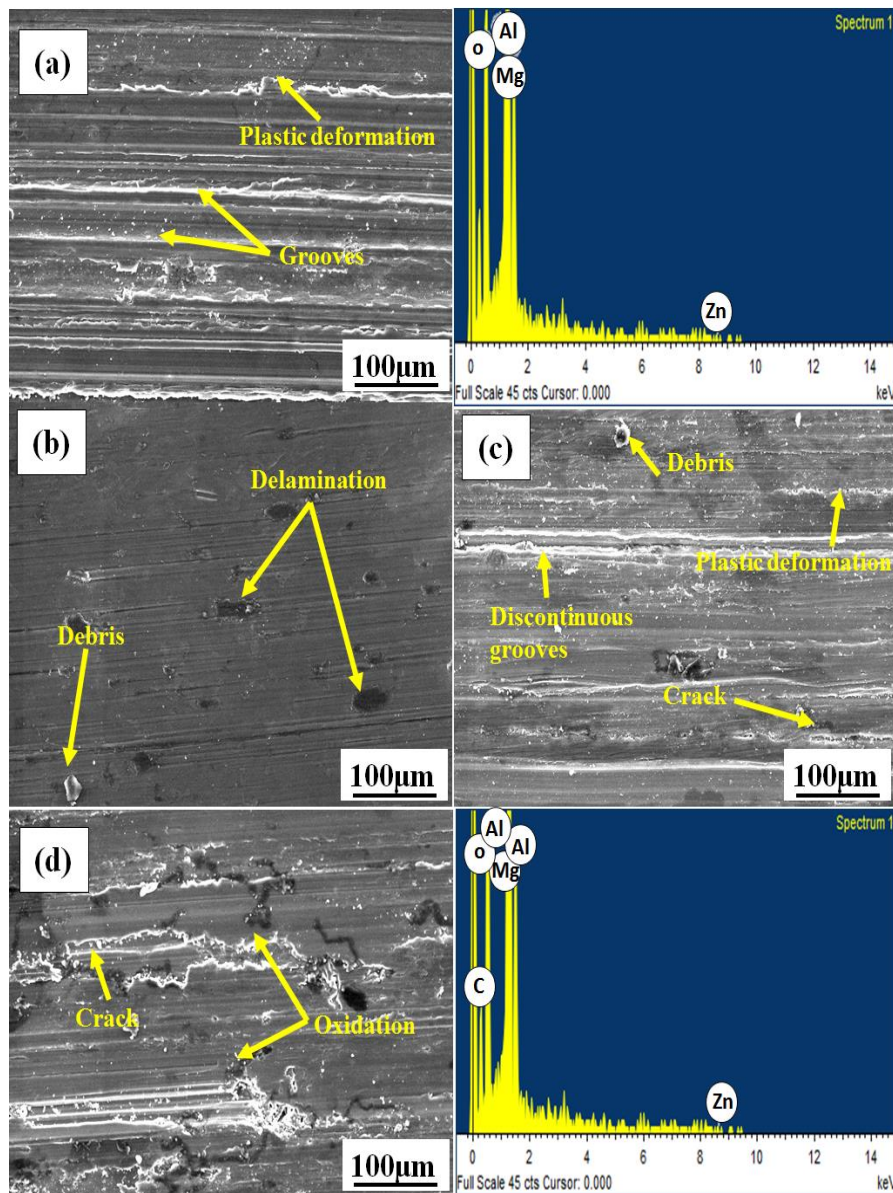 (a)
Plastic deformation
Grooves
100µm
Spectrum 1
Al
o
Mg
Zn
0 2 4 6 8 10 12 14
Full Scale 45 cts Cursor: 0.000
keV
(b)
Delamination
Debris
100µm
(c)
Debris
Plastic deformation
Discontinuous
grooves
Crack
100µm
(d)
Crack
Oxidation
100µm
Spectrum 1
Al
o
Al
Mg
C
Zn
0 2 4 6 8 10 12 14
Full Scale 45 cts Cursor: 0.000
keV